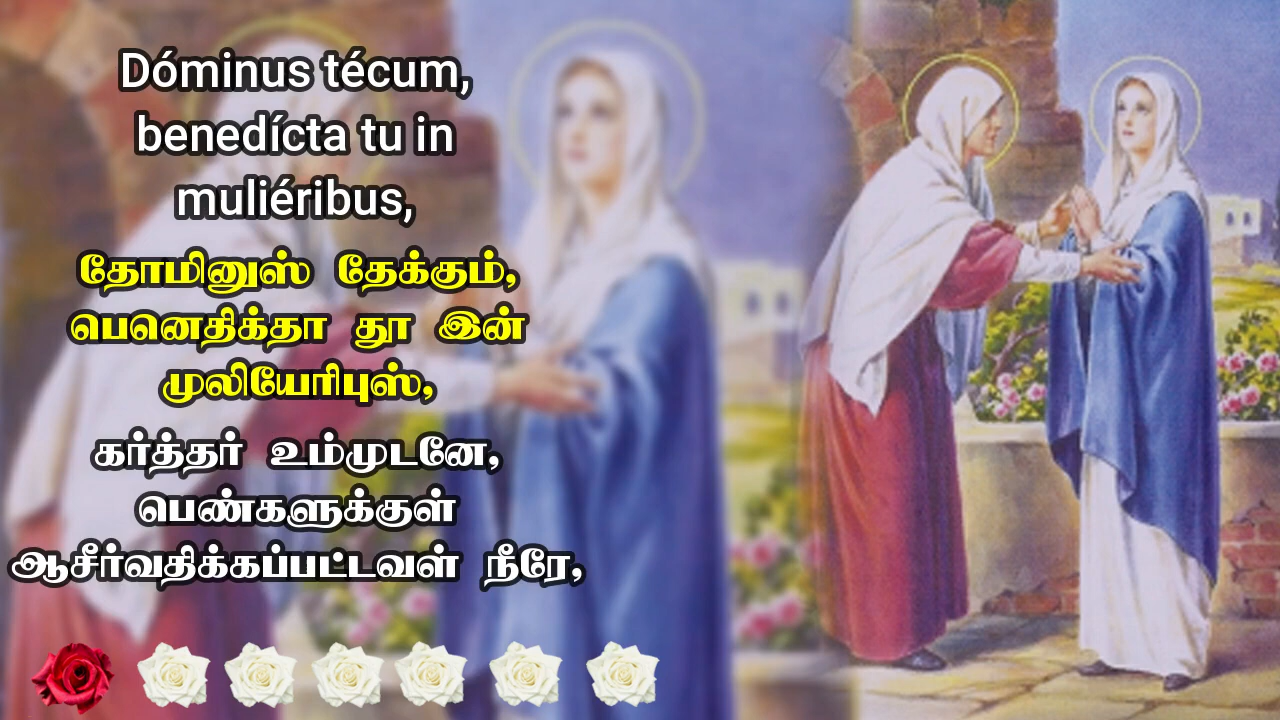 Dóminus técum,
benedícta tu in
muliéribus,
தோமினுஸ் தேக்கும்,
பெனெதிக்தா தூ இன்
முலியேரிபுஸ்,
கர்த்தர் உம்முடனே,
பெண்களுக்குள்
ஆசீர்வதிக்கப்பட்டவள் நீரே,